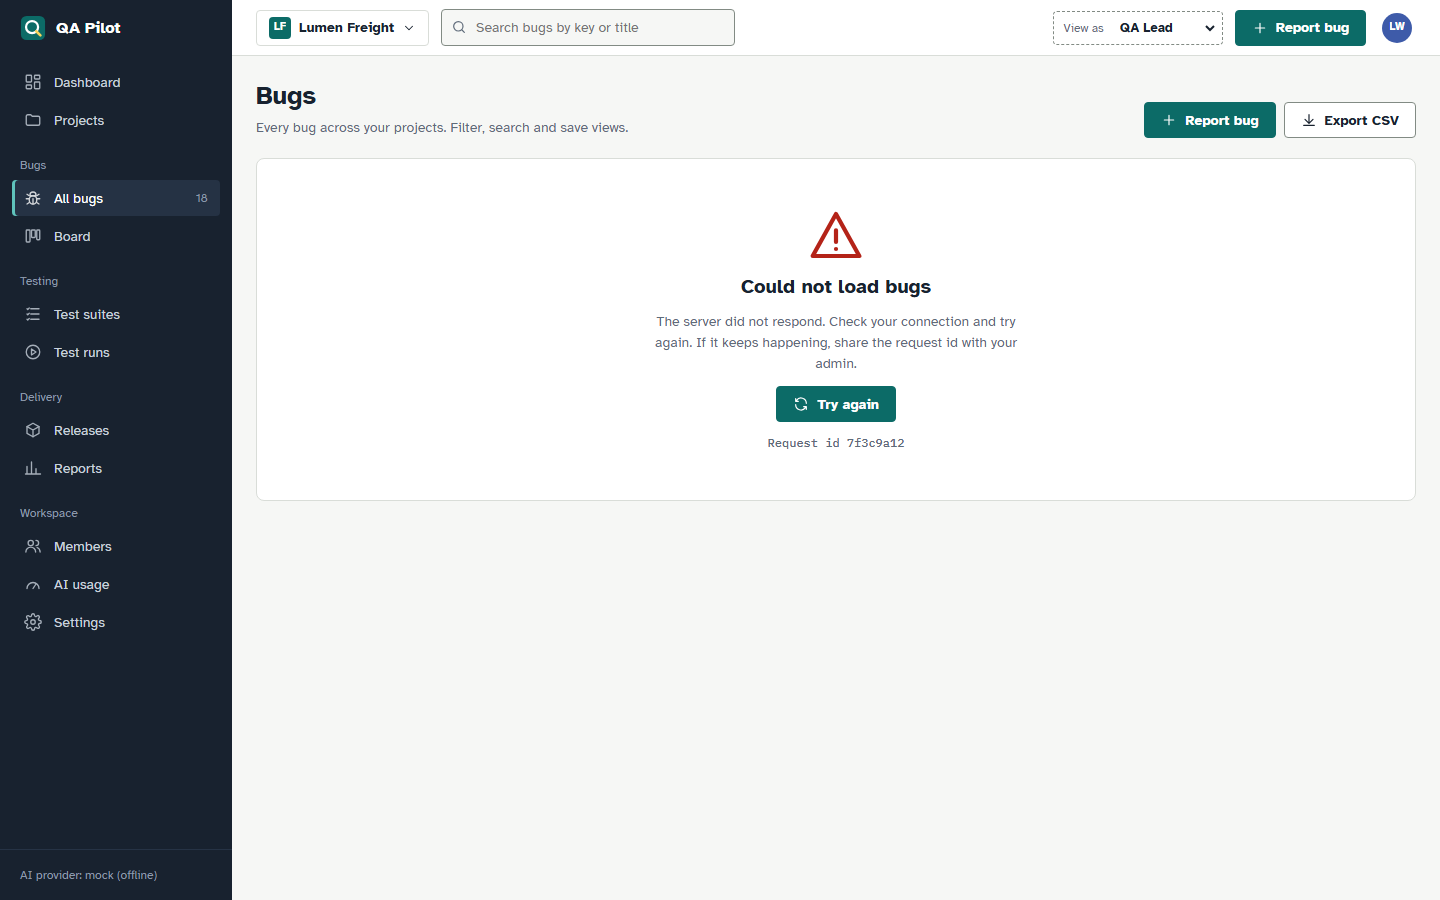 QA Pilot
Dashboard
Projects
Bugs
All bugs 18
Board
Testing
Test suites
Test runs
Delivery
Releases
Reports
Workspace
Members
AI usage
Settings
AI provider: mock (offline)
LF Lumen Freight
Search bugs by key or title
View as QA Lead
Report bug
LW
Bugs
Every bug across your projects. Filter, search and save views.
Report bug
Export CSV
Could not load bugs
The server did not respond. Check your connection and try
again. If it keeps happening, share the request id with your
admin.
Try again
Request id 7f3c9a12